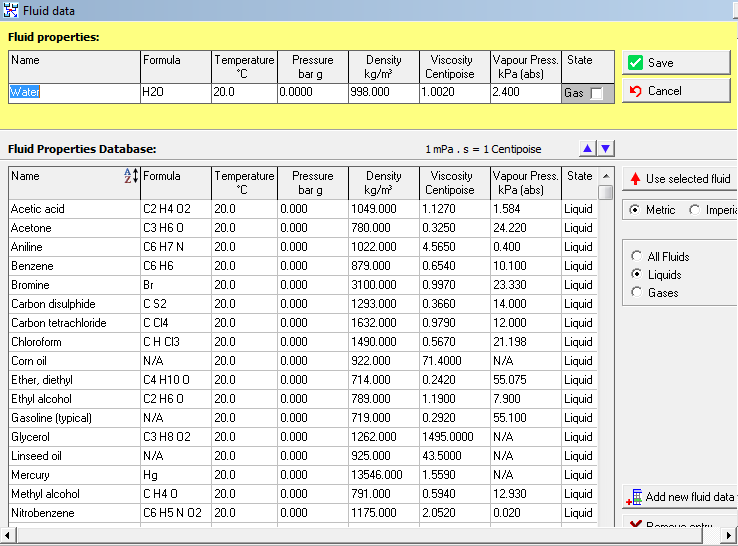 Fluid data
Fluid properties:
Name Formula Temperature °C Pressure bar g Density kg/m³ Viscosity Centipoise Vapour Press. kPa (abs) State
Water H2O 20.0 0.0000 998.000 1.0020 2.400 Gas
Save
Cancel
Fluid Properties Database: 1 mPa . s = 1 Centipoise
Name Formula Temperature °C Pressure bar g Density kg/m³ Viscosity Centipoise Vapour Press. kPa (abs) State
Acetic acid C2 H4 O2 20.0 0.000 1049.000 1.1270 1.584 Liquid
Acetone C3 H6 O 20.0 0.000 780.000 0.3250 24.220 Liquid
Aniline C6 H7 N 20.0 0.000 1022.000 4.5650 0.400 Liquid
Benzene C6 H6 20.0 0.000 879.000 0.6540 10.100 Liquid
Bromine Br 20.0 0.000 3100.000 0.9970 23.330 Liquid
Carbon disulphide C S2 20.0 0.000 1293.000 0.3660 14.000 Liquid
Carbon tetrachloride C Cl4 20.0 0.000 1632.000 0.9790 12.000 Liquid
Chloroform C H Cl3 20.0 0.000 1490.000 0.5670 21.198 Liquid
Corn oil N/A 20.0 0.000 922.000 71.4000 N/A Liquid
Ether, diethyl C4 H10 O 20.0 0.000 714.000 0.2420 55.075 Liquid
Ethyl alcohol C2 H6 O 20.0 0.000 789.000 1.1900 7.900 Liquid
Gasoline (typical) N/A 20.0 0.000 719.000 0.2920 55.100 Liquid
Glycerol C3 H8 O2 20.0 0.000 1262.000 1495.0000 N/A Liquid
Linseed oil N/A 20.0 0.000 925.000 43.5000 N/A Liquid
Mercury Hg 20.0 0.000 13546.000 1.5590 N/A Liquid
Methyl alcohol C H4 O 20.0 0.000 791.000 0.5940 12.930 Liquid
Nitrobenzene C6 H5 N O2 20.0 0.000 1175.000 2.0520 0.020 Liquid
Use selected fluid
Metric Imperia
All Fluids
Liquids
Gases
Add new fluid data
Remove entry